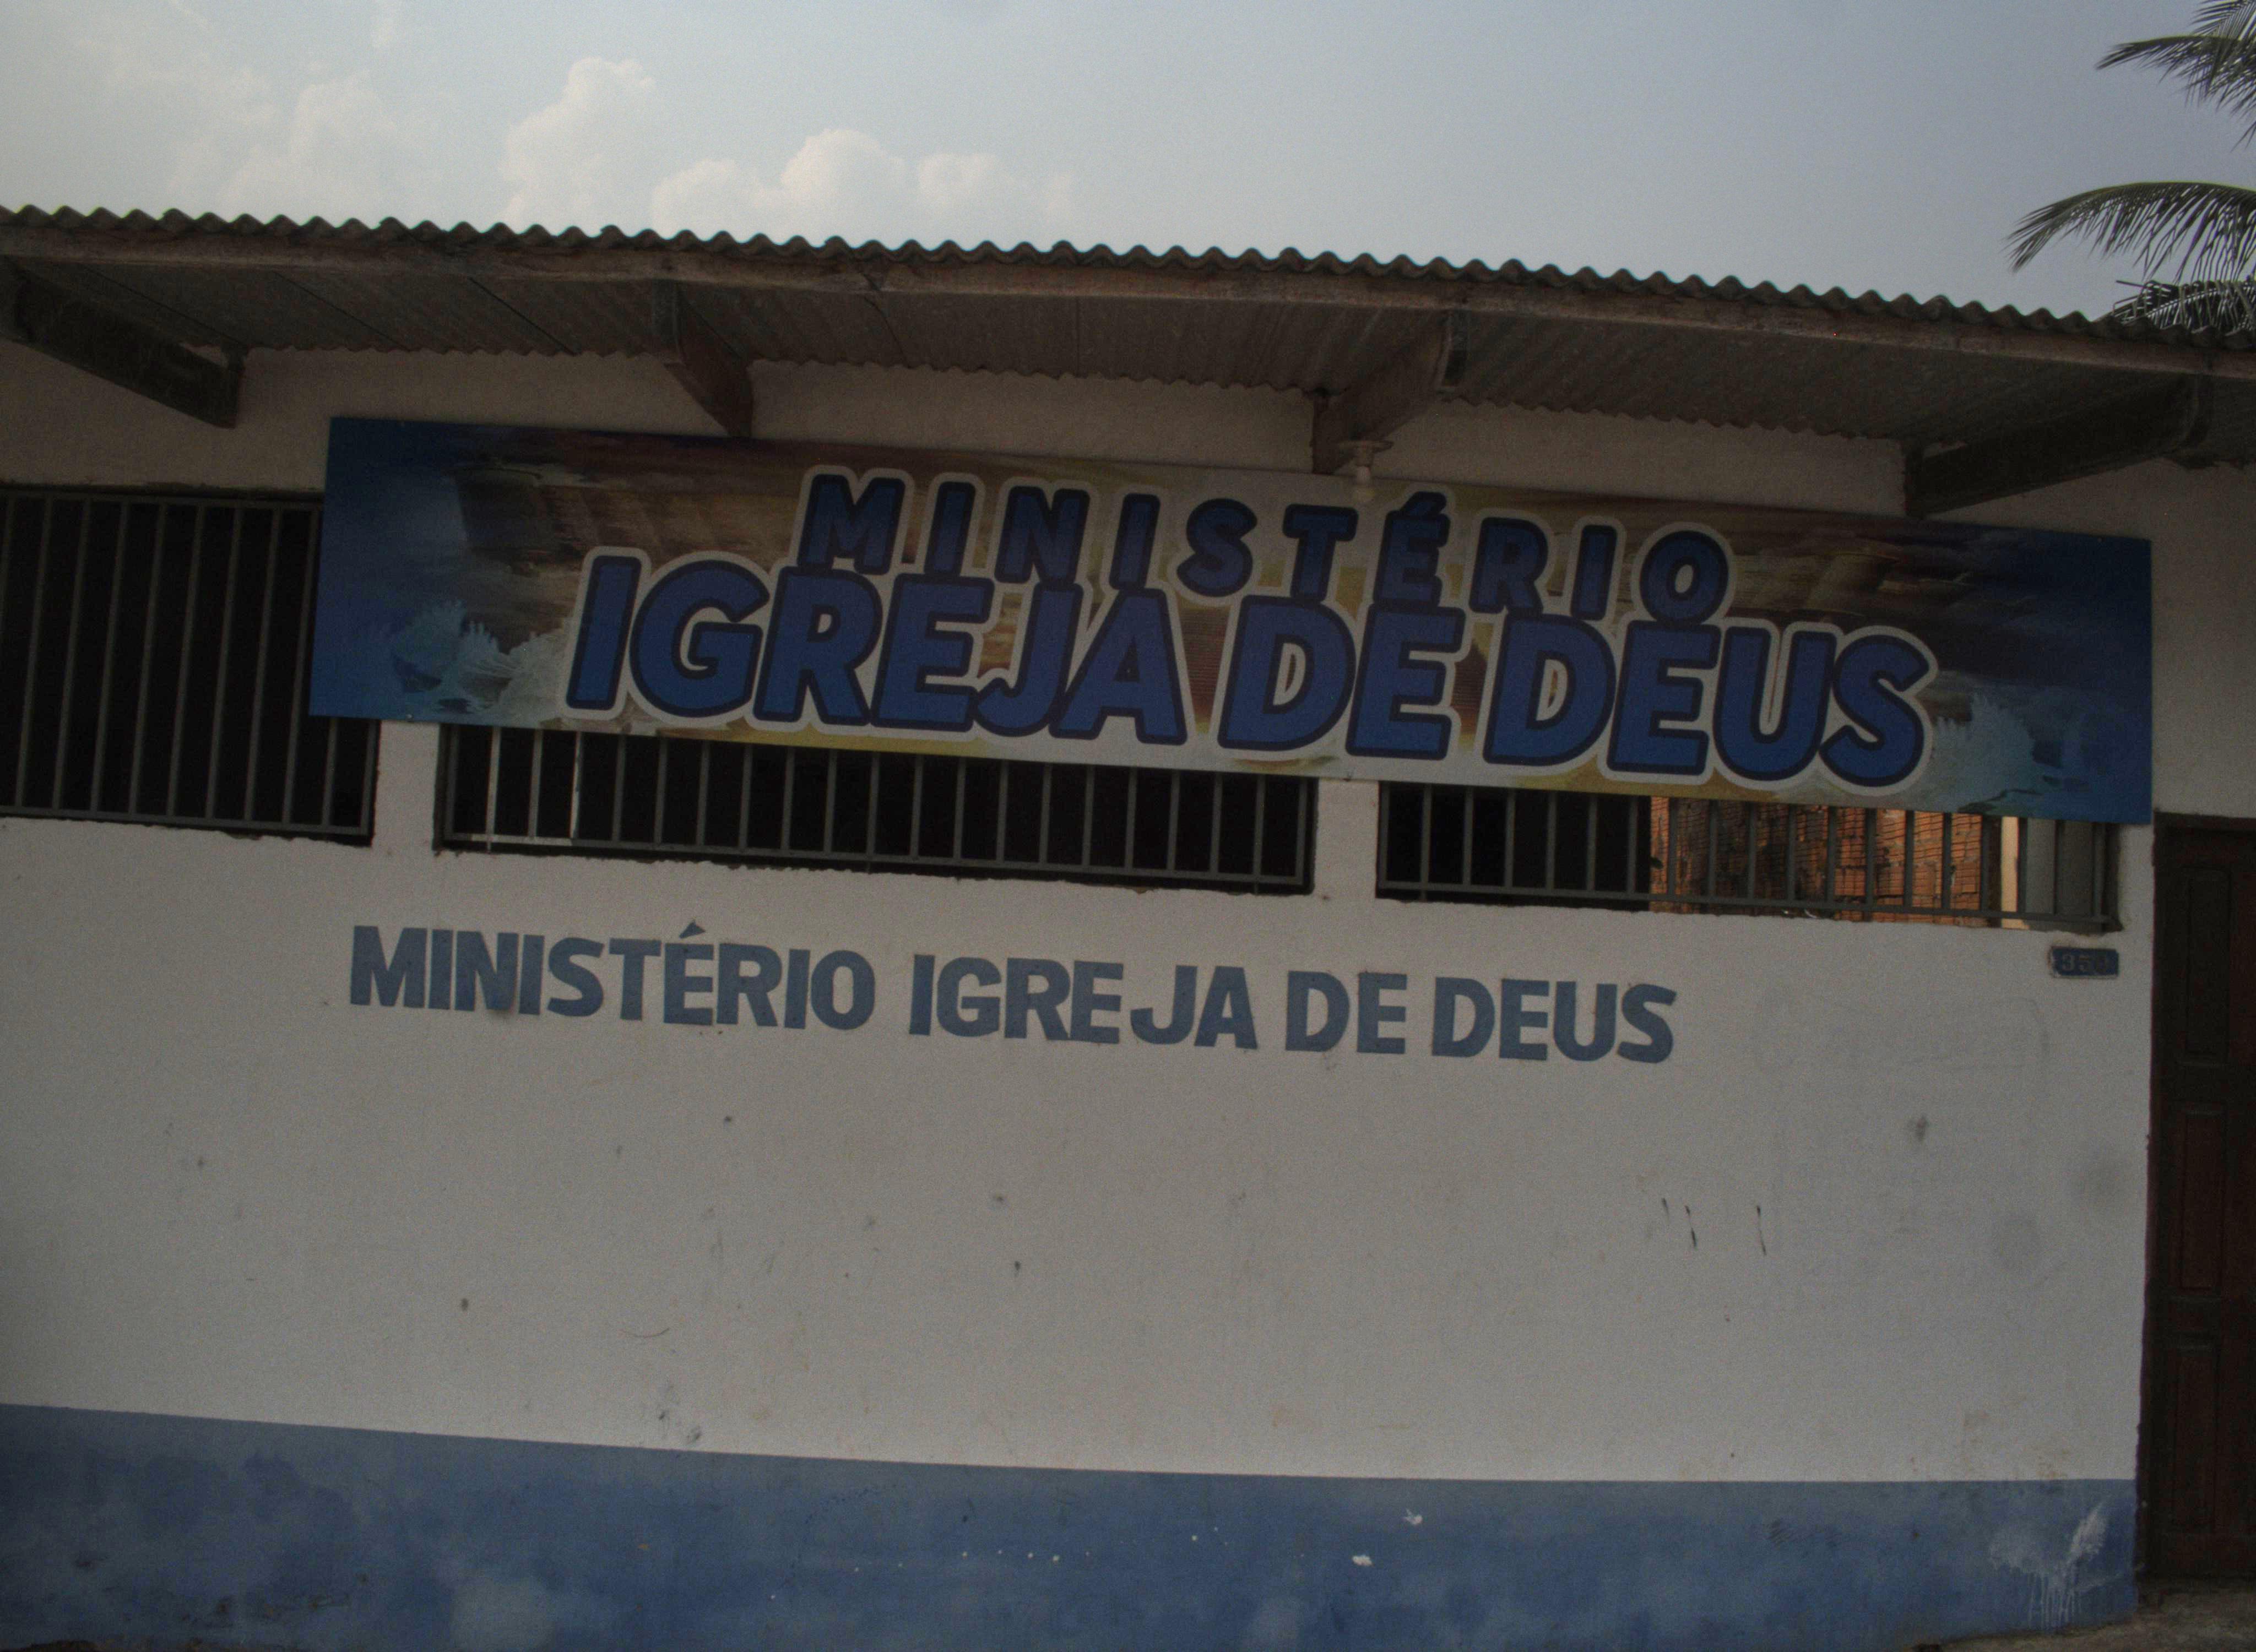 MINISTÉRIO
IGREJA DE DEUS
MINISTÉRIO IGREJA DE DEUS